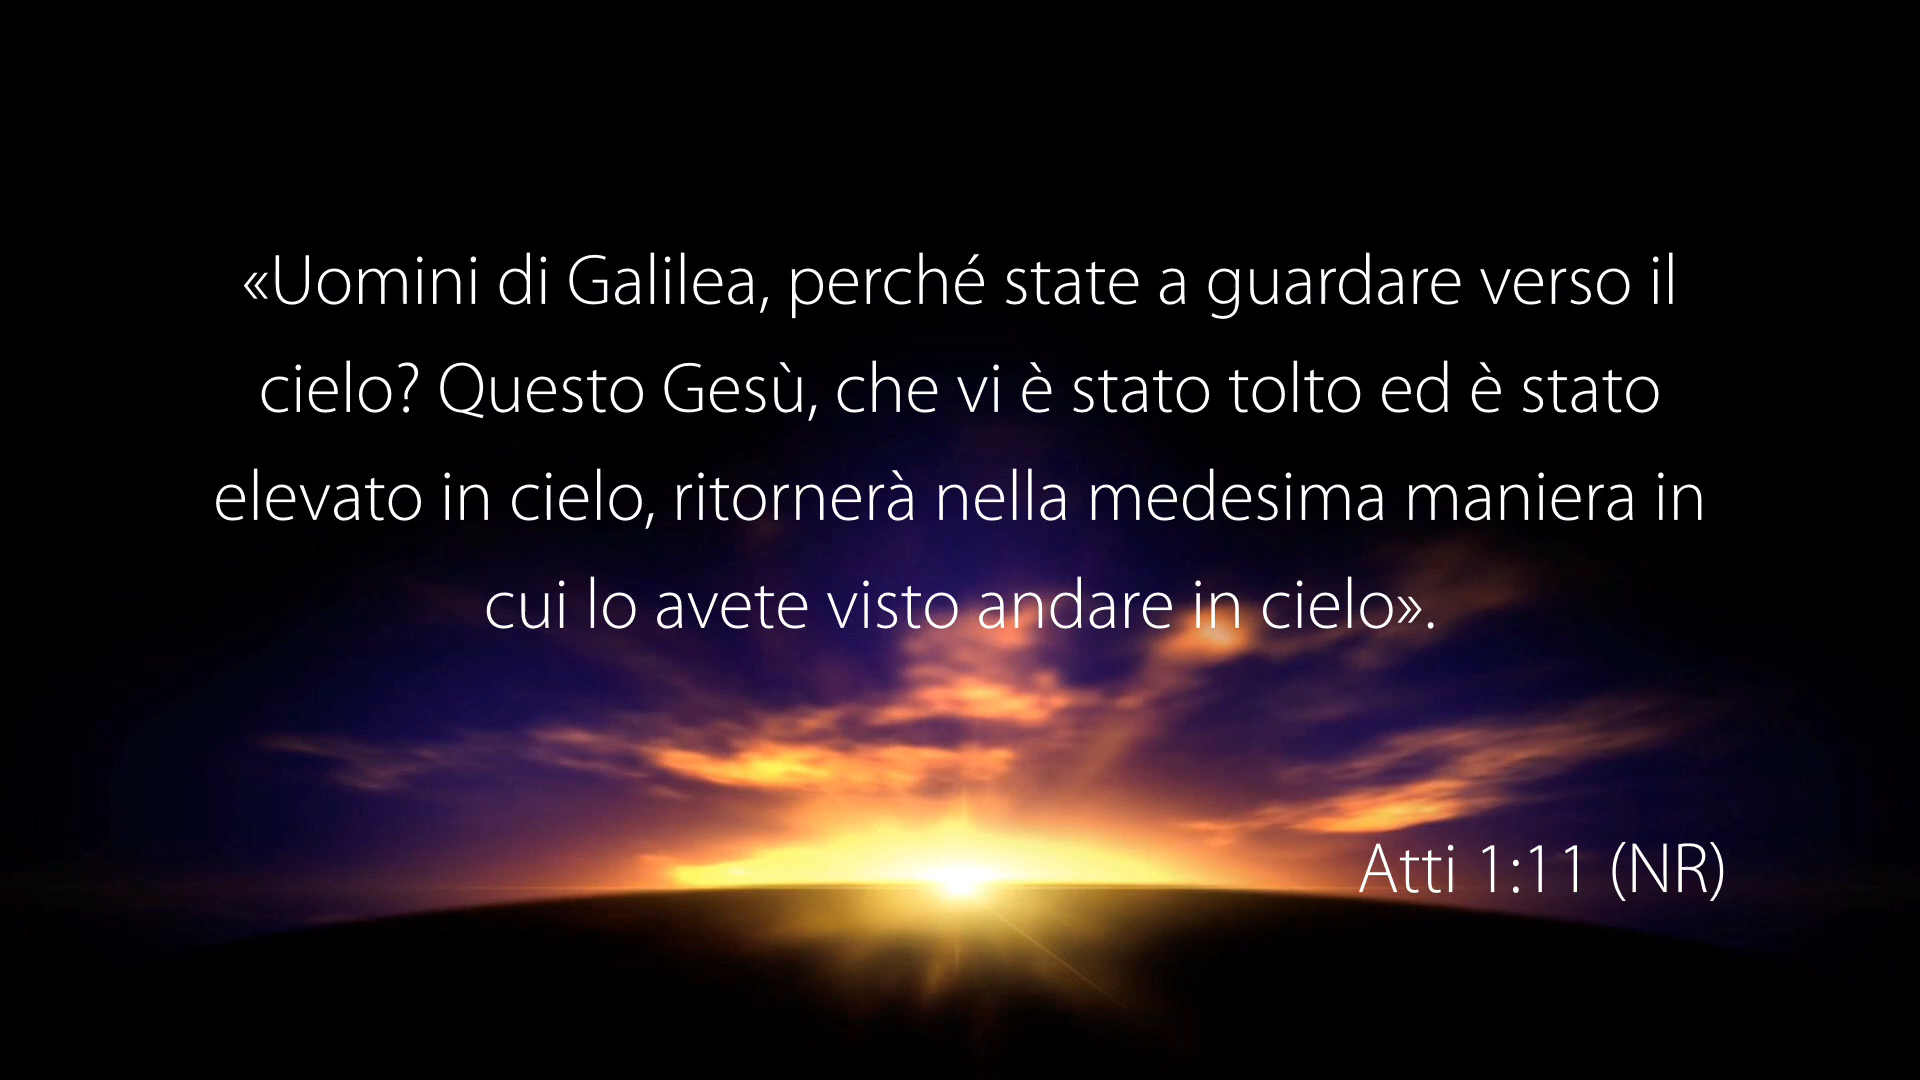 «Uomini di Galilea, perché state a guardare verso il
cielo? Questo Gesù, che vi è stato tolto ed è stato
elevato in cielo, ritornerà nella medesima maniera in
cui lo avete visto andare in cielo».
Atti 1:11 (NR)